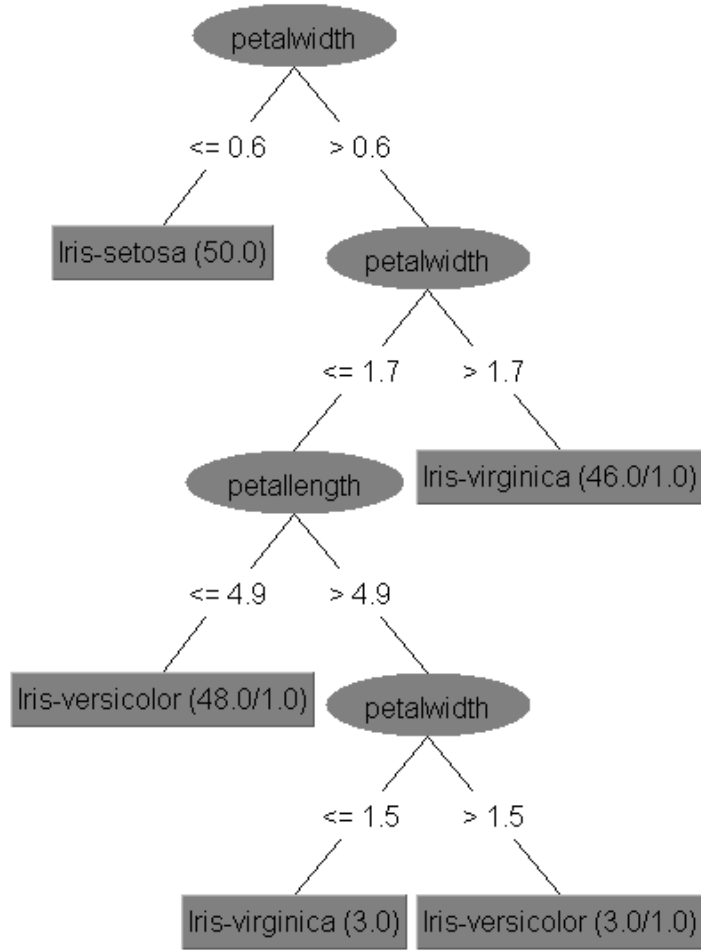 petalwidth
<= 0.6
> 0.6
Iris-setosa (50.0)
petalwidth
<= 1.7
> 1.7
petallength
Iris-virginica (46.0/1.0)
<= 4.9
> 4.9
Iris-versicolor (48.0/1.0)
petalwidth
<= 1.5
> 1.5
Iris-virginica (3.0)
Iris-versicolor (3.0/1.0)